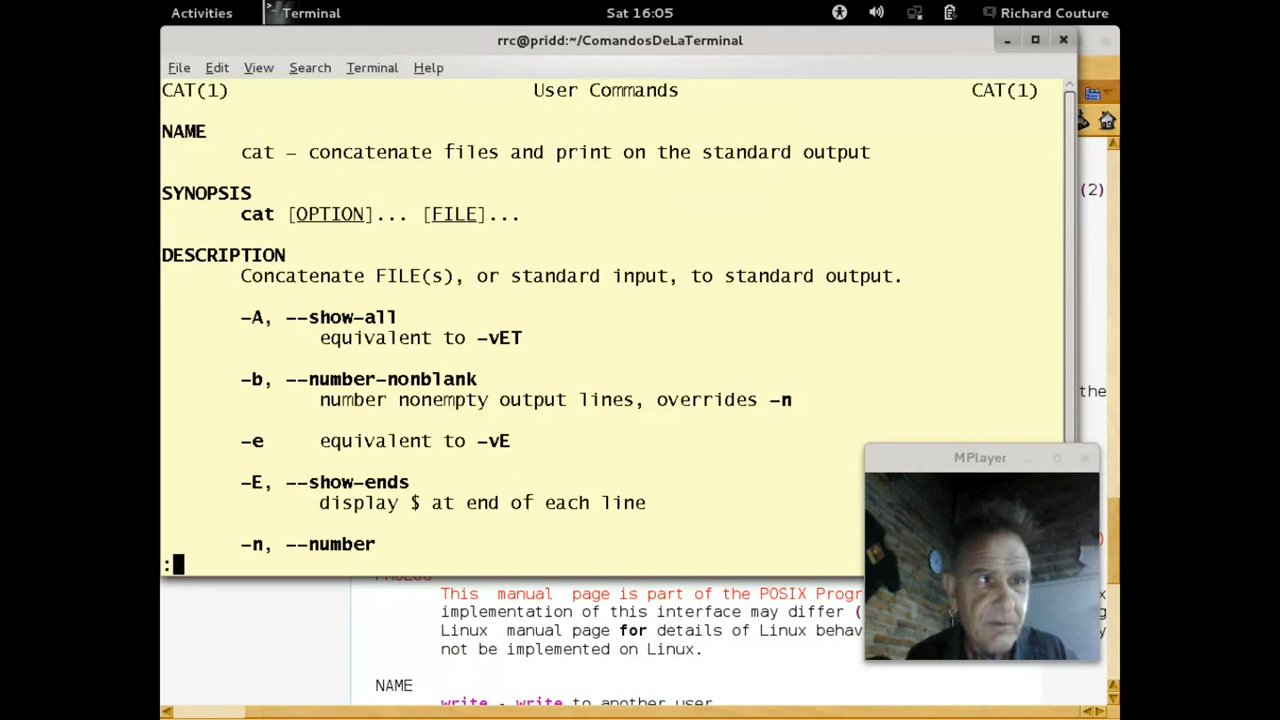 Activities Terminal Sat 16:05 Richard Couture
rrc@pridd:~/ComandosDeLaTerminal
File Edit View Search Terminal Help
CAT(1) User Commands CAT(1)
NAME
cat - concatenate files and print on the standard output
SYNOPSIS
cat [OPTION]... [FILE]...
DESCRIPTION
Concatenate FILE(s), or standard input, to standard output.
-A, --show-all
equivalent to -vET
-b, --number-nonblank
number nonempty output lines, overrides -n
-e equivalent to -vE
-E, --show-ends
display $ at end of each line
-n, --number
:
(2)
the
MPlayer
This manual page is part of the POSIX
implementation of this interface may differ (
Linux manual page for details of Linux
not be implemented on Linux.
NAME
write - write to another user